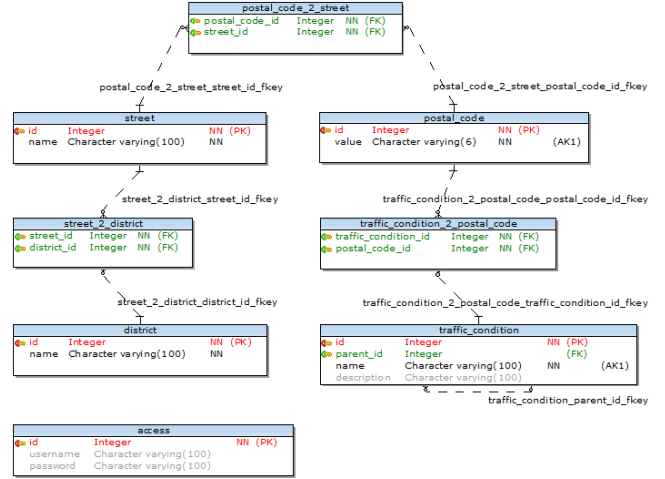 postal_code_2_street
postal_code_id Integer NN (FK)
street_id Integer NN (FK)
postal_code_2_street_street_id_fkey
postal_code_2_street_postal_code_id_fkey
street
id Integer NN (PK)
name Character varying(100) NN
postal_code
id Integer NN (PK)
value Character varying(6) NN (AK1)
street_2_district_street_id_fkey
traffic_condition_2_postal_code_postal_code_id_fkey
street_2_district
street_id Integer NN (FK)
district_id Integer NN (FK)
traffic_condition_2_postal_code
traffic_condition_id Integer NN (FK)
postal_code_id Integer NN (FK)
street_2_district_district_id_fkey
traffic_condition_2_postal_code_traffic_condition_id_fkey
district
id Integer NN (PK)
name Character varying(100) NN
traffic_condition
id Integer NN (PK)
parent_id Integer (FK)
name Character varying(100) NN (AK1)
description Character varying(100)
traffic_condition_parent_id_fkey
access
id Integer NN (PK)
username Character varying(100)
password Character varying(100)